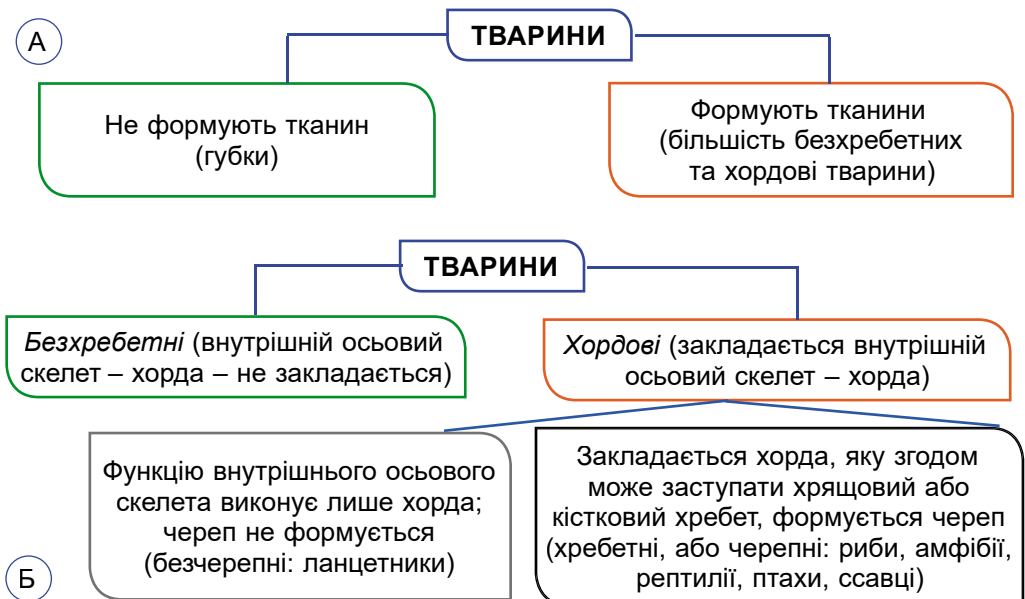 А
ТВАРИНИ
Не формують тканин
(губки)
Формують тканини
(більшість безхребетних
та хордові тварини)
ТВАРИНИ
Безхребетні (внутрішній осьовий
скелет – хорда – не закладається)
Хордові (закладається внутрішній
осьовий скелет – хорда)
Функцію внутрішнього осьового
скелета виконує лише хорда;
череп не формується
(безчерепні: ланцетники)
Закладається хорда, яку згодом
може заступати хрящовий або
кістковий хребет, формується череп
(хребетні, або черепні: риби, амфібії,
рептилії, птахи, ссавці)
Б